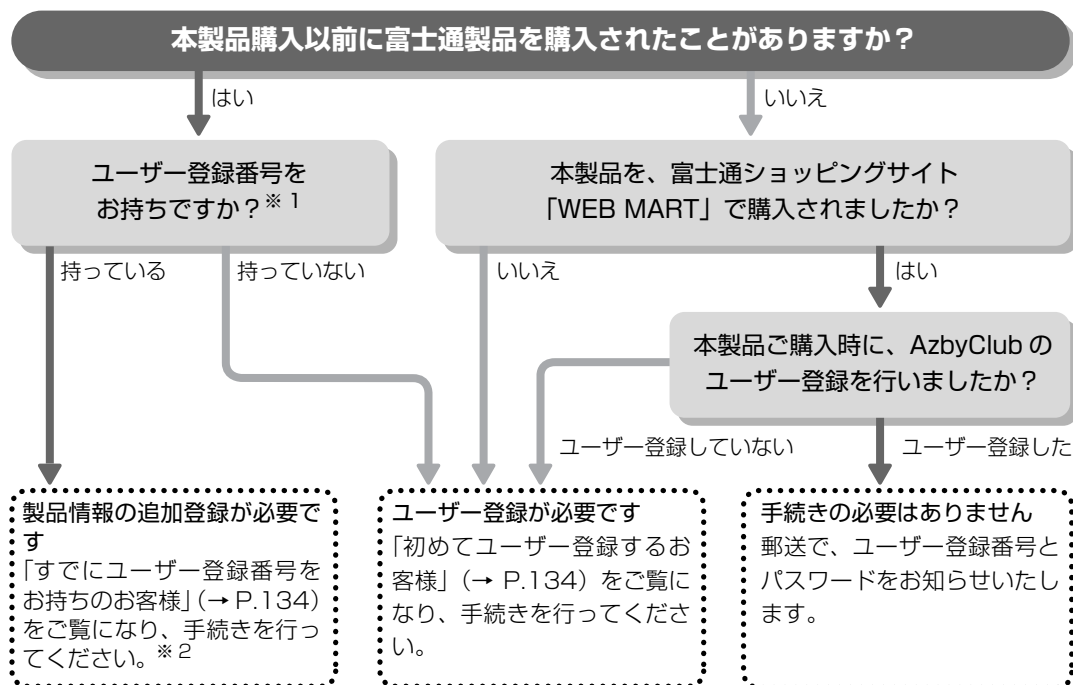 本製品購入以前に富士通製品を購入されたことがありますか？
はい
いいえ
ユーザー登録番号を
お持ちですか？※1
本製品を、富士通ショッピングサイト
「WEB MART」で購入されましたか？
持っている
持っていない
いいえ
はい
本製品ご購入時に、AzbyClub の
ユーザー登録を行いましたか？
ユーザー登録していない
ユーザー登録した
製品情報の追加登録が必要で
す
「すでにユーザー登録番号を
お持ちのお客様」（→ P.134）
をご覧になり、手続きを行っ
てください。※2
ユーザー登録が必要です
「初めてユーザー登録するお
客様」（→ P.134）をご覧に
なり、手続きを行ってくださ
い。
手続きの必要はありません
郵送で、ユーザー登録番号と
パスワードをお知らせいたし
ます。